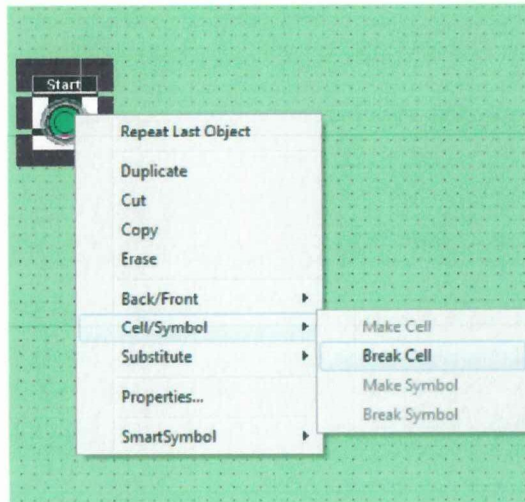 Start
Repeat Last Object
Duplicate
Cut
Copy
Erase
Back/Front
Cell/Symbol
Make Cell
Substitute
Break Cell
Properties...
Make Symbol
SmartSymbol
Break Symbol